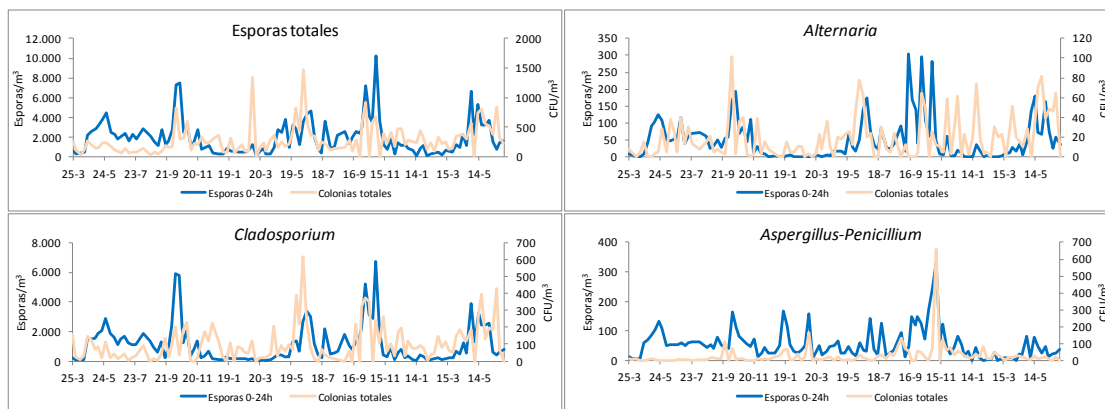 Esporas totales
12.000
10.000
8.000
6.000
4.000
2.000
0
Esporas/m³
2000
1500
1000
500
0
CFU/m³
25-3 24-5 23-7 21-9 20-11 19-1 20-3 19-5 18-7 16-9 15-11 14-1 15-3 14-5
Esporas 0-24h Colonias totales
Alternaria
350
300
250
200
150
100
50
0
Esporas/m³
120
100
80
60
40
20
0
CFU/m³
25-3 24-5 23-7 21-9 20-11 19-1 20-3 19-5 18-7 16-9 15-11 14-1 15-3 14-5
Esporas 0-24h Colonias totales
Cladosporium
8.000
6.000
4.000
2.000
0
Esporas/m³
700
600
500
400
300
200
100
0
CFU/m³
25-3 24-5 23-7 21-9 20-11 19-1 20-3 19-5 18-7 16-9 15-11 14-1 15-3 14-5
Esporas 0-24h Colonias totales
Aspergillus-Penicillium
400
300
200
100
0
Esporas/m³
700
600
500
400
300
200
100
0
CFU/m³
25-3 24-5 23-7 21-9 20-11 19-1 20-3 19-5 18-7 16-9 15-11 14-1 15-3 14-5
Esporas 0-24h Colonias totales